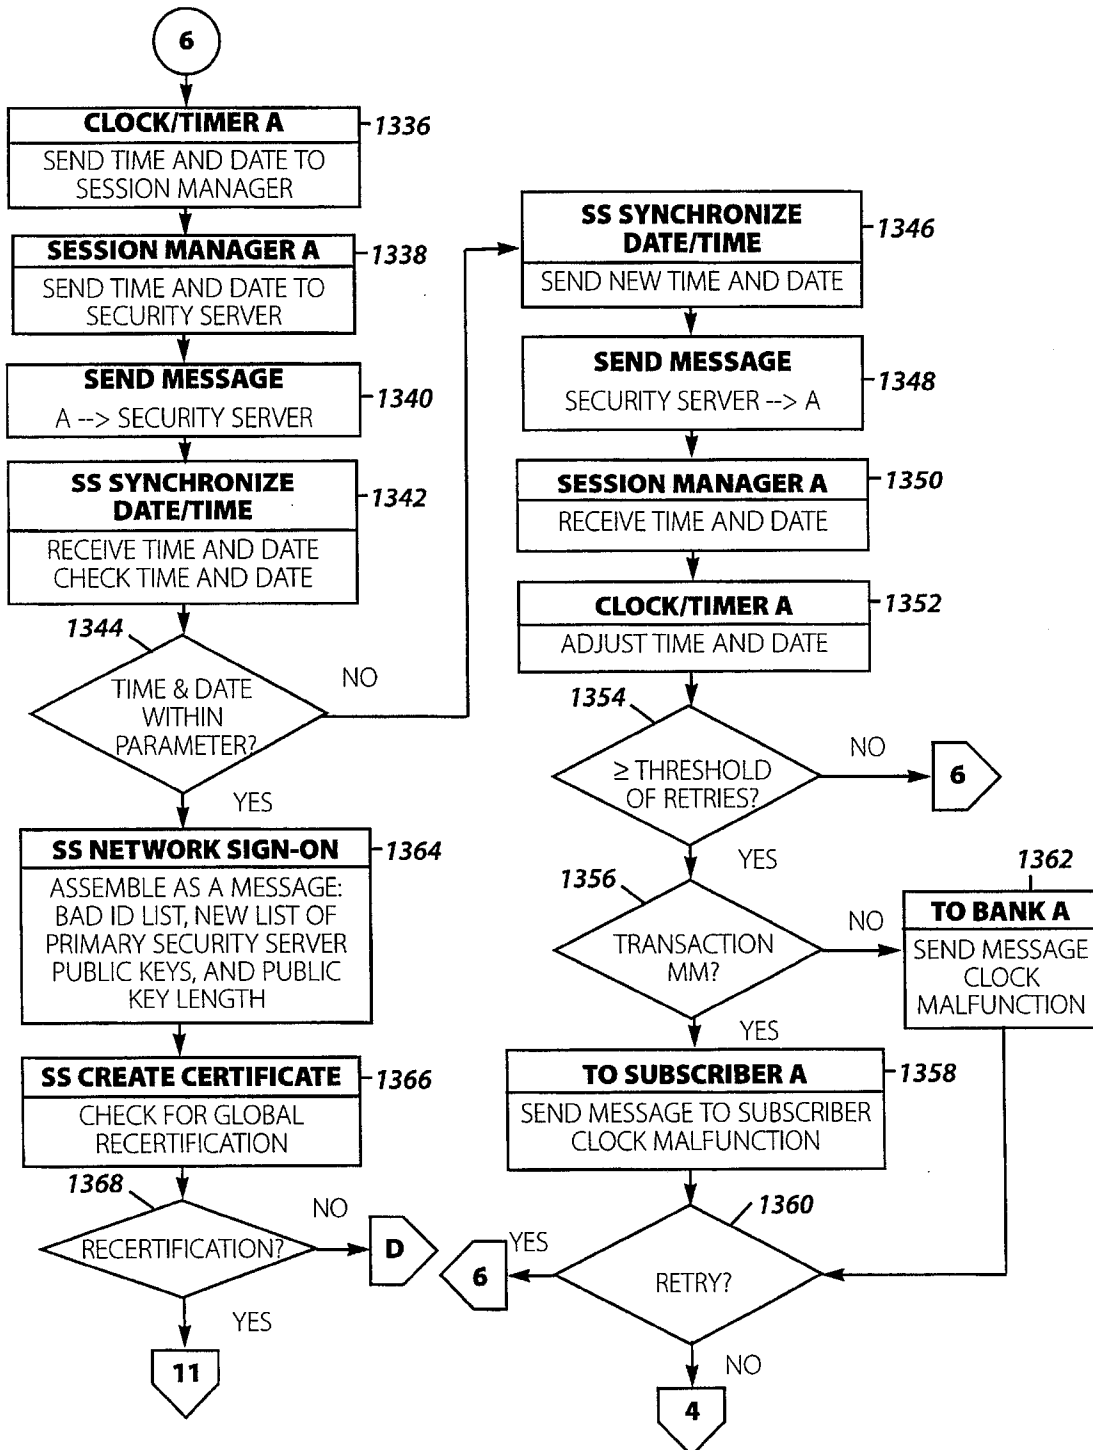 6
CLOCK/TIMER A
1336
SEND TIME AND DATE TO
SESSION MANAGER
SESSION MANAGER A
1338
SEND TIME AND DATE TO
SECURITY SERVER
SEND MESSAGE
1340
A --> SECURITY SERVER
SS SYNCHRONIZE
DATE/TIME
1342
RECEIVE TIME AND DATE
CHECK TIME AND DATE
1344
TIME & DATE
WITHIN
PARAMETER?
NO
YES
SS NETWORK SIGN-ON
1364
ASSEMBLE AS A MESSAGE:
BAD ID LIST, NEW LIST OF
PRIMARY SECURITY SERVER
PUBLIC KEYS, AND PUBLIC
KEY LENGTH
SS CREATE CERTIFICATE
1366
CHECK FOR GLOBAL
RECERTIFICATION
1368
RECERTIFICATION?
NO
D
YES
11
SS SYNCHRONIZE
DATE/TIME
1346
SEND NEW TIME AND DATE
SEND MESSAGE
1348
SECURITY SERVER --> A
SESSION MANAGER A
1350
RECEIVE TIME AND DATE
CLOCK/TIMER A
1352
ADJUST TIME AND DATE
1354
≥ THRESHOLD
OF RETRIES?
NO
6
YES
1356
TRANSACTION
MM?
NO
1362
TO BANK A
SEND MESSAGE
CLOCK
MALFUNCTION
YES
TO SUBSCRIBER A
1358
SEND MESSAGE TO SUBSCRIBER
CLOCK MALFUNCTION
1360
RETRY?
YES
6
NO
4